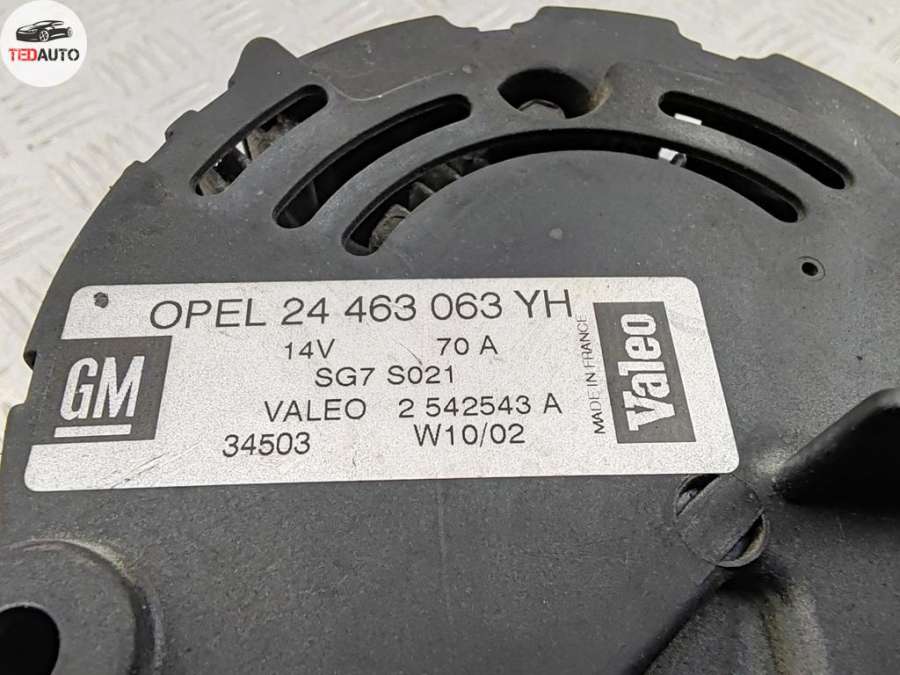 TEDAUTO
OPEL 24 463 063 YH
14V 70 A
SG7 S021
VALEO 2 542543 A
34503 W10/02
GM
MADE IN FRANCE
Valeo